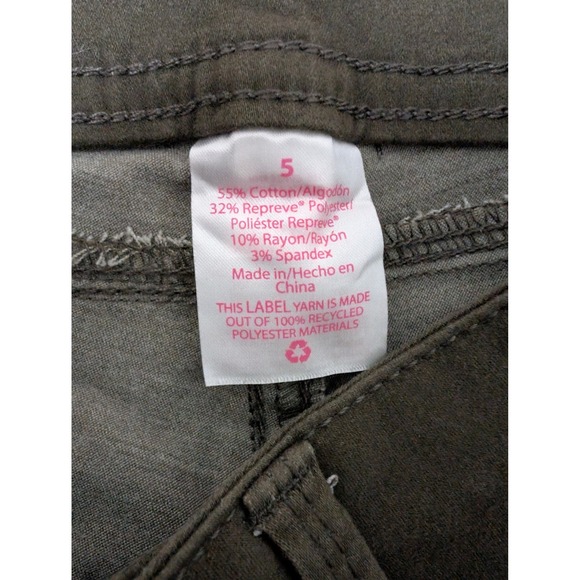 5
55% Cotton/Algodón
32% Repreve® Polyester/
Poliéster Repreve®
10% Rayon/Rayón
3% Spandex
Made in/Hecho en
China
THIS LABEL YARN IS MADE
OUT OF 100% RECYCLED
POLYESTER MATERIALS